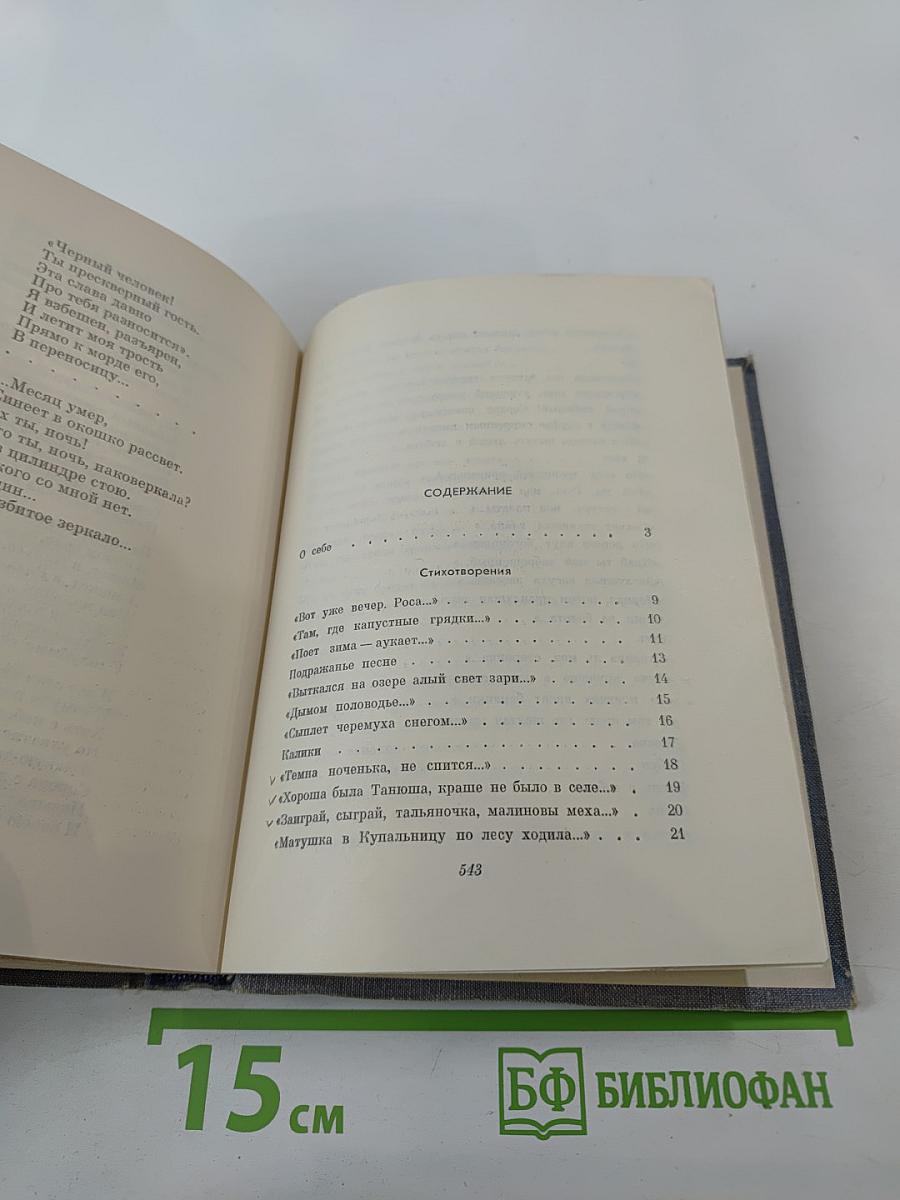 «Черный человек!
Ты прескверный гость.
Эта слава давно
Про тебя разносится».
Я взбешен, разъярен,
И летит моя трость
Прямо к морде его,
В переносицу...
. . . . . . . . .
...Месяц умер,
Синеет в окошко рассвет.
х ты, ночь!
го ты, ночь, наковеркала?
в цилиндре стою.
кого со мной нет.
ин...
збитое зеркало...
СОДЕРЖАНИЕ
О себе . . . . . . . . . . . . . . . . 3
Стихотворения
«Вот уже вечер. Роса...» . . . . . . . . . 9
«Там, где капустные грядки...» . . . . . . . 10
«Поет зима — аукает...» . . . . . . . . . 11
Подражанье песне . . . . . . . . . . . . 13
«Выткался на озере алый свет зари...» . . . . . 14
«Дымом половодье...» . . . . . . . . . . . 15
«Сыплет черемуха снегом...» . . . . . . . . 16
Калики . . . . . . . . . . . . . . . . 17
«Темна ноченька, не спится...» . . . . . . . . 18
«Хороша была Танюша, краше не было в селе...» . 19
«Заиграй, сыграй, тальяночка, малиновы меха...» . 20
«Матушка в Купальницу по лесу ходила...» . . . 21
543
15 см
БФ БИБЛИОФАН